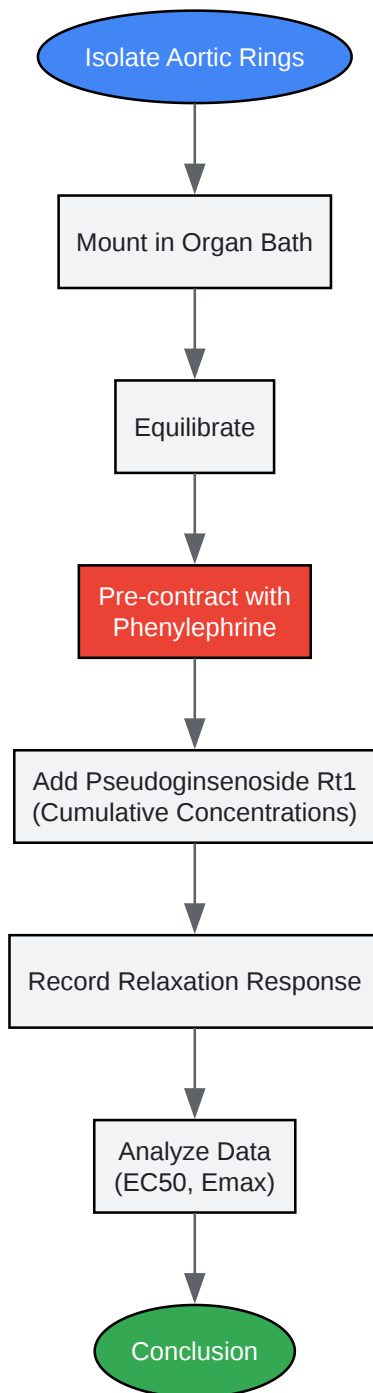 Isolate Aortic Rings
Mount in Organ Bath
Equilibrate
Pre-contract with
Phenylephrine
Add Pseudoginsenoside Rt1
(Cumulative Concentrations)
Record Relaxation Response
Analyze Data
(EC50, Emax)
Conclusion